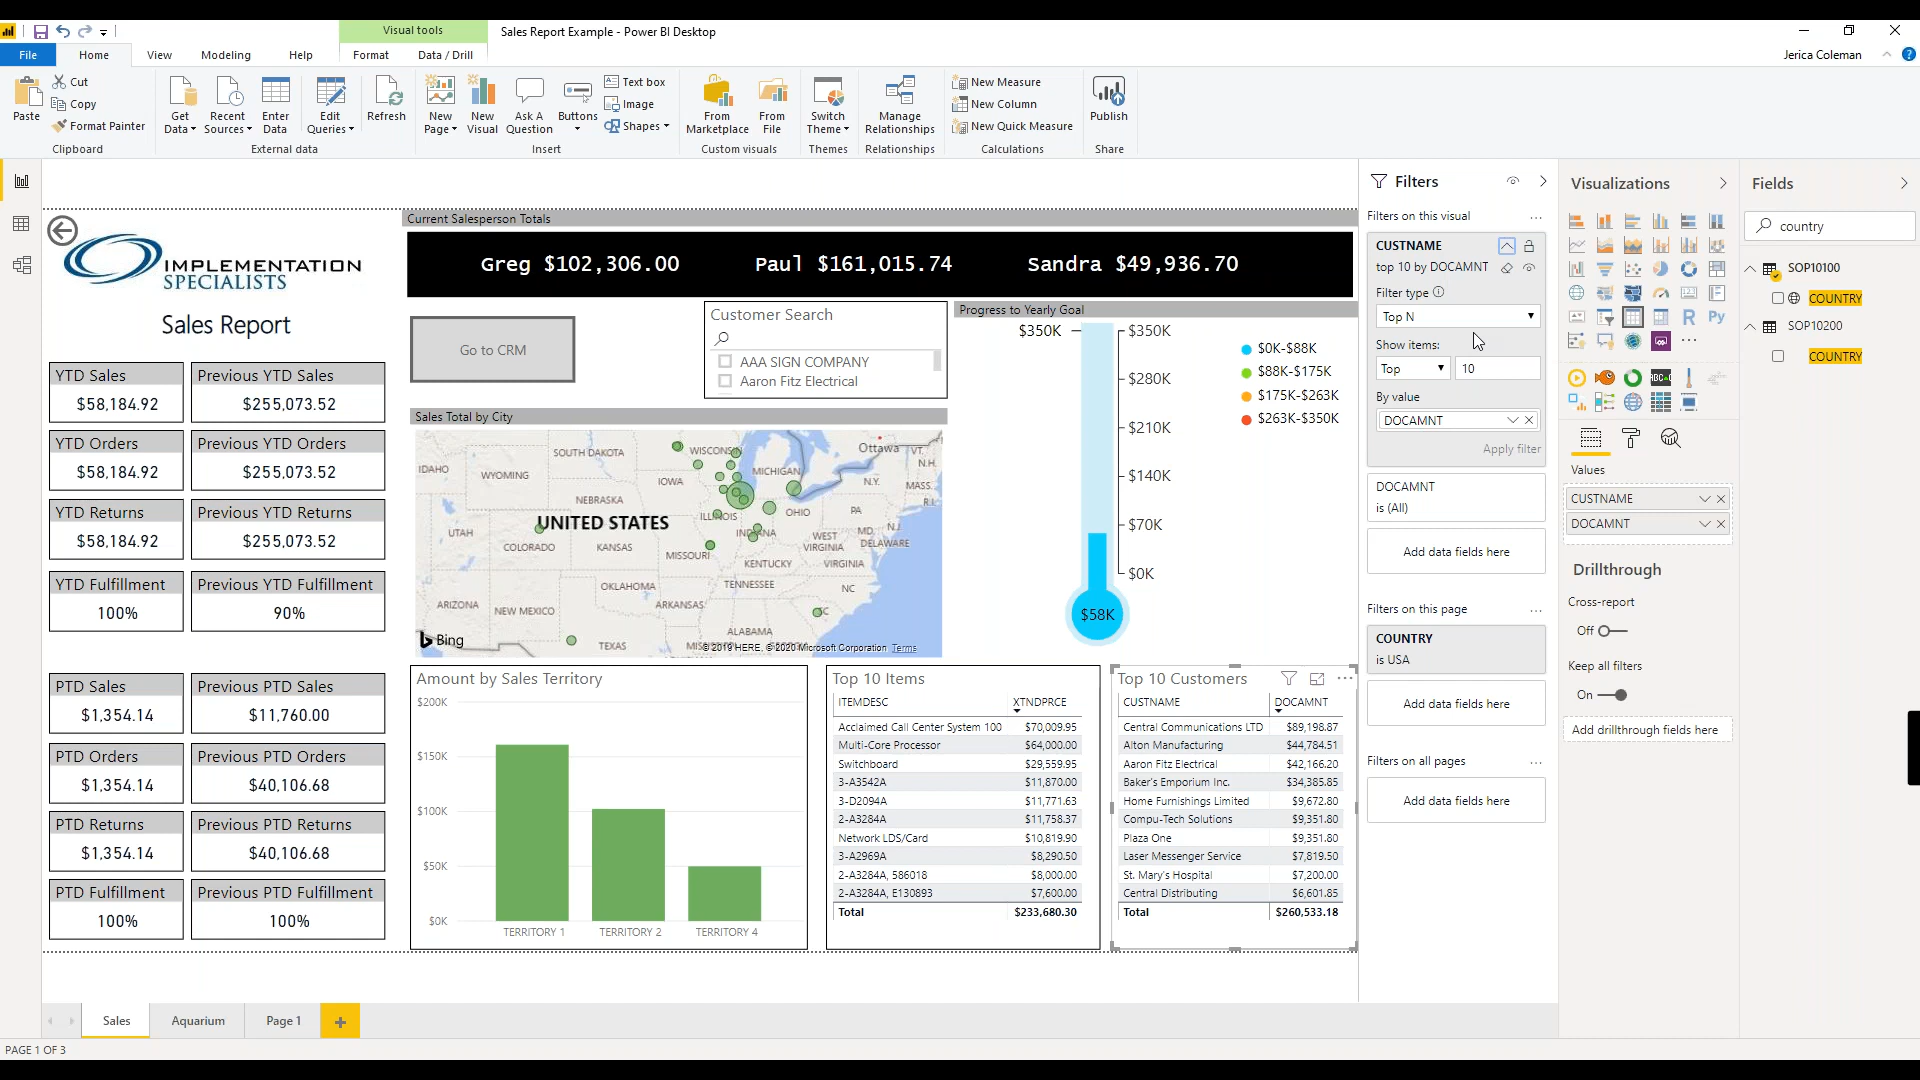 Visual tools
Sales Report Example - Power BI Desktop
File
Home
View
Modeling
Help
Format
Data / Drill
Jerica Coleman
Paste
Cut
Copy
Format Painter
Clipboard
Get Data
Recent Sources
Enter Data
Edit Queries
Refresh
External data
New Page
New Visual
Ask A Question
Buttons
Text box
Image
Shapes
Insert
From Marketplace
From File
Custom visuals
Switch Theme
Themes
Manage Relationships
Relationships
New Measure
New Column
New Quick Measure
Calculations
Publish
Share
IMPLEMENTATION
SPECIALISTS
Sales Report
YTD Sales
$58,184.92
Previous YTD Sales
$255,073.52
YTD Orders
$58,184.92
Previous YTD Orders
$255,073.52
YTD Returns
$58,184.92
Previous YTD Returns
$255,073.52
YTD Fulfillment
100%
Previous YTD Fulfillment
90%
PTD Sales
$1,354.14
Previous PTD Sales
$11,760.00
PTD Orders
$1,354.14
Previous PTD Orders
$40,106.68
PTD Returns
$1,354.14
Previous PTD Returns
$40,106.68
PTD Fulfillment
100%
Previous PTD Fulfillment
100%
Current Salesperson Totals
Greg $102,306.00 Paul $161,015.74 Sandra $49,936.70
Go to CRM
Customer Search
AAA SIGN COMPANY
Aaron Fitz Electrical
Sales Total by City
IDAHO
WYOMING
SOUTH DAKOTA
WISCONSIN
MICHIGAN
Ottawa
VT.
N.H.
N.Y.
MASS.
R.I.
NEBRASKA
IOWA
PA
UNITED STATES
ILLINOIS
OHIO
INDIANA
UTAH
COLORADO
KANSAS
MISSOURI
WEST
VIRGINIA
MD.
DELAWARE
KENTUCKY
VIRGINIA
OKLAHOMA
TENNESSEE
NC
ARIZONA
NEW MEXICO
ARKANSAS
SC
ALABAMA
TEXAS
Bing
© 2019 HERE, © 2020 Microsoft Corporation Terms
Progress to Yearly Goal
$350K
$350K
$280K
$210K
$140K
$70K
$0K
$58K
$0K-$88K
$88K-$175K
$175K-$263K
$263K-$350K
Amount by Sales Territory
$200K
$150K
$100K
$50K
$0K
TERRITORY 1
TERRITORY 2
TERRITORY 4
Top 10 Items
ITEMDESC XTNDPRCE
Acclaimed Call Center System 100 $70,009.95
Multi-Core Processor $64,000.00
Switchboard $29,559.95
3-A3542A $11,870.00
3-D2094A $11,771.63
2-A3284A $11,758.37
Network LDS/Card $10,819.90
3-A2969A $8,290.50
2-A3284A, 586018 $8,000.00
2-A3284A, E130893 $7,600.00
Total $233,680.30
Top 10 Customers
CUSTNAME DOCAMNT
Central Communications LTD $89,198.87
Alton Manufacturing $44,784.51
Aaron Fitz Electrical $42,166.20
Baker's Emporium Inc. $34,385.85
Home Furnishings Limited $9,672.80
Compu-Tech Solutions $9,351.80
Plaza One $9,351.80
Laser Messenger Service $7,819.50
St. Mary's Hospital $7,200.00
Central Distributing $6,601.85
Total $260,533.18
Filters
Filters on this visual
CUSTNAME
top 10 by DOCAMNT
Filter type
Top N
Show items:
Top
10
By value
DOCAMNT
Apply filter
DOCAMNT
is (All)
Add data fields here
Filters on this page
COUNTRY
is USA
Add data fields here
Filters on all pages
Add data fields here
Visualizations
R
Py
ABC
Values
CUSTNAME
DOCAMNT
Drillthrough
Cross-report
Off
Keep all filters
On
Add drillthrough fields here
Fields
country
SOP10100
COUNTRY
SOP10200
COUNTRY
Sales
Aquarium
Page 1
PAGE 1 OF 3